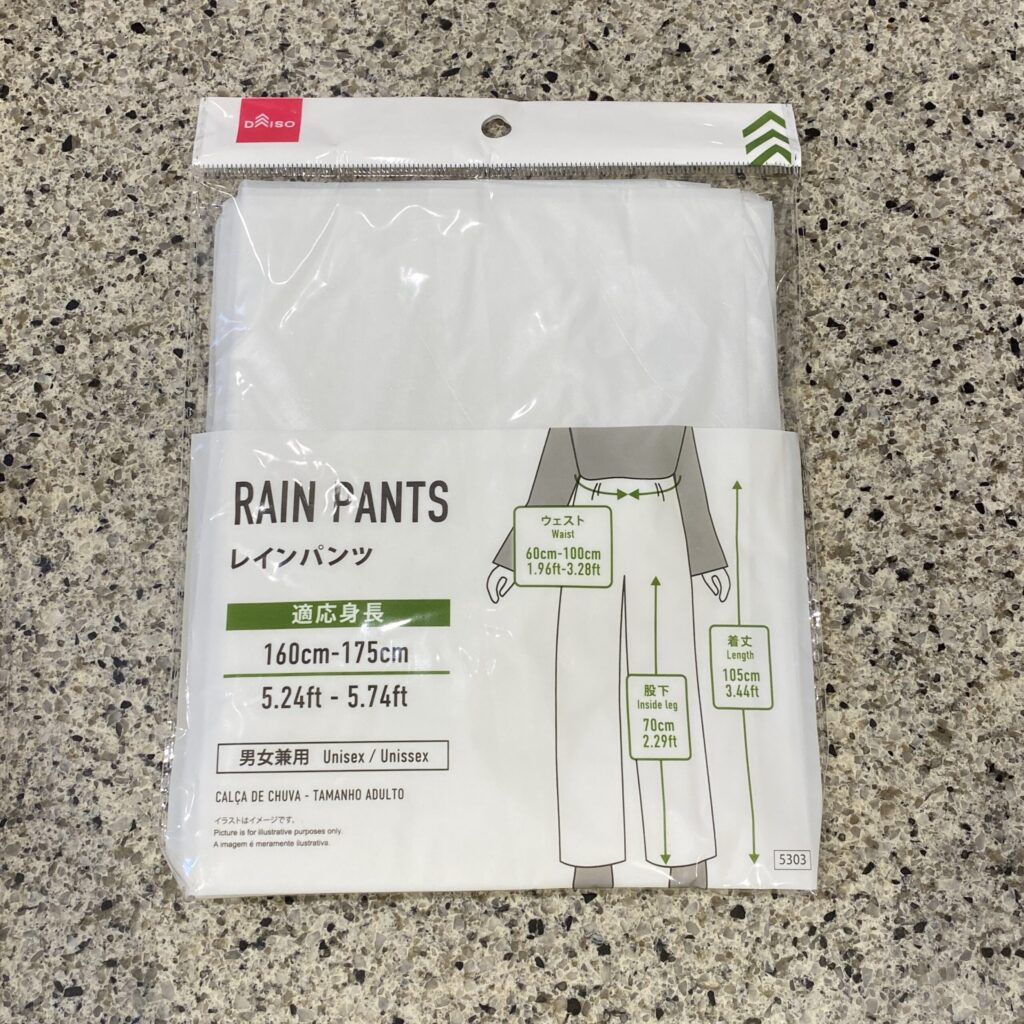 DAISO
RAIN PANTS
レインパンツ
適応身長
160cm-175cm
5.24ft - 5.74ft
男女兼用 Unisex / Unissex
CALÇA DE CHUVA - TAMANHO ADULTO
イラストはイメージです。
Picture is for illustrative purposes only.
A imagem é meramente ilustrativa.
ウェスト
Waist
60cm-100cm
1.96ft-3.28ft
股下
Inside leg
70cm
2.29ft
着丈
Length
105cm
3.44ft
5303